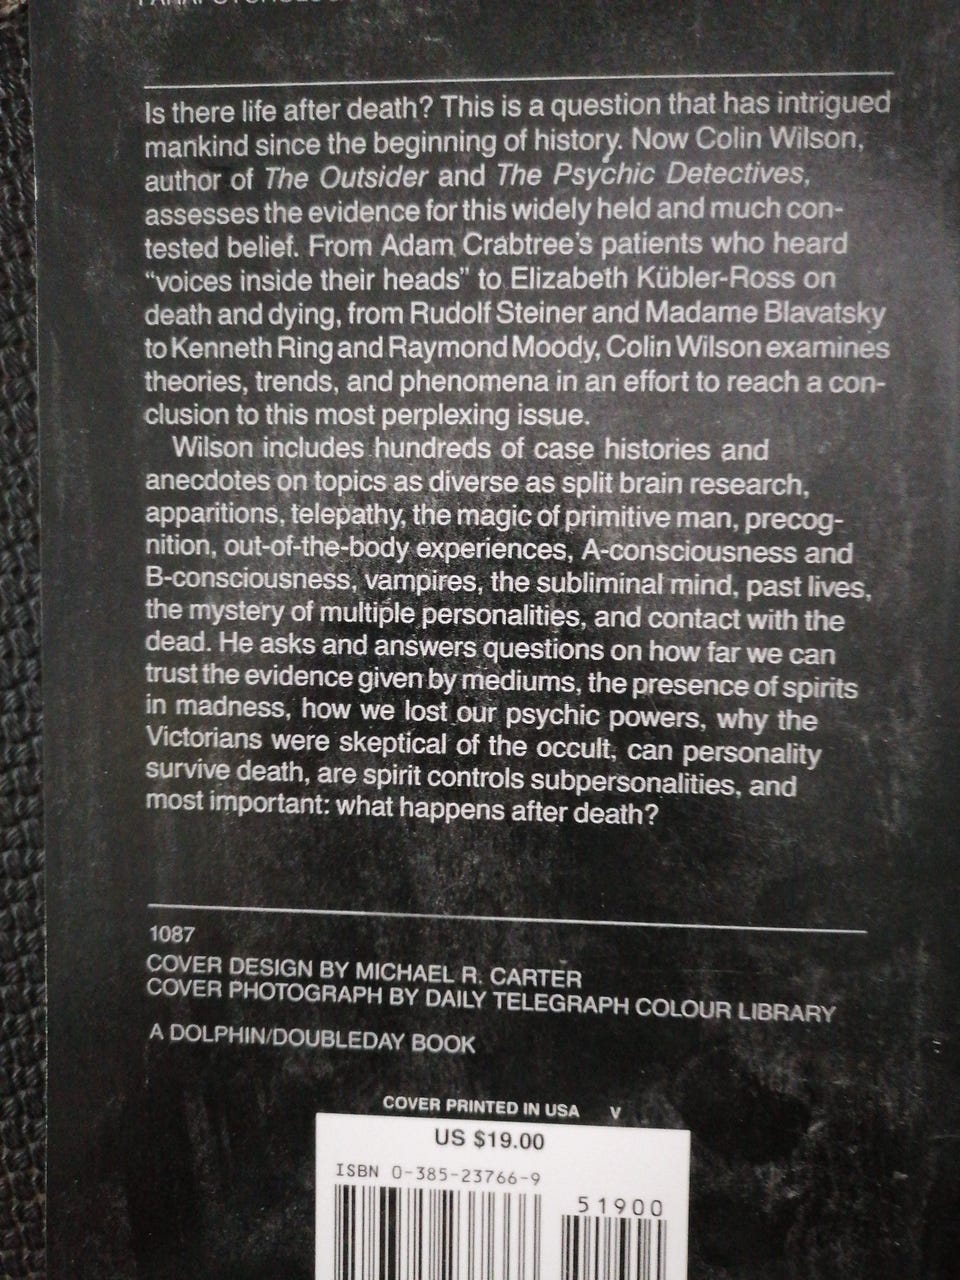 Is there life after death? This is a question that has intrigued
mankind since the beginning of history. Now Colin Wilson,
author of The Outsider and The Psychic Detectives,
assesses the evidence for this widely held and much con-
tested belief. From Adam Crabtree's patients who heard
"voices inside their heads" to Elizabeth Kübler-Ross on
death and dying, from Rudolf Steiner and Madame Blavatsky
to Kenneth Ring and Raymond Moody, Colin Wilson examines
theories, trends, and phenomena in an effort to reach a con-
clusion to this most perplexing issue.
Wilson includes hundreds of case histories and
anecdotes on topics as diverse as split brain research,
apparitions, telepathy, the magic of primitive man, precog-
nition, out-of-the-body experiences, A-consciousness and
B-consciousness, vampires, the subliminal mind, past lives,
the mystery of multiple personalities, and contact with the
dead. He asks and answers questions on how far we can
trust the evidence given by mediums, the presence of spirits
in madness, how we lost our psychic powers, why the
Victorians were skeptical of the occult, can personality
survive death, are spirit controls subpersonalities, and
most important: what happens after death?
1087
COVER DESIGN BY MICHAEL R. CARTER
COVER PHOTOGRAPH BY DAILY TELEGRAPH COLOUR LIBRARY
A DOLPHIN/DOUBLEDAY BOOK
COVER PRINTED IN USA V
US $19.00
ISBN 0-385-23766-9
51900